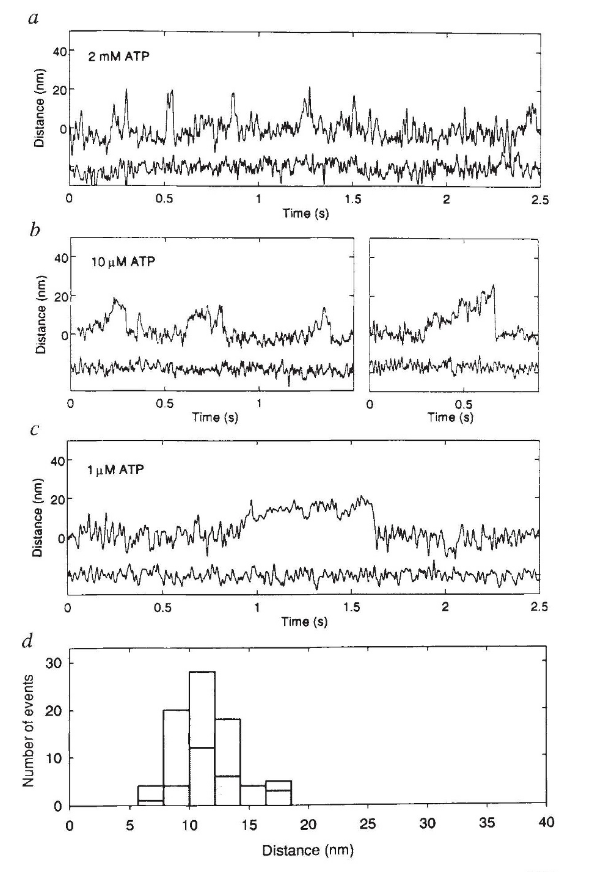 a
40
20
0
Distance (nm)
2 mM ATP
0 0.5 1 1.5 2 2.5
Time (s)
b
40
20
0
Distance (nm)
10 μM ATP
0 0.5 1
Time (s)
0 0.5
Time (s)
c
40
20
0
Distance (nm)
1 μM ATP
0 0.5 1 1.5 2 2.5
Time (s)
d
30
20
10
0
Number of events
0 5 10 15 20 25 30 35 40
Distance (nm)